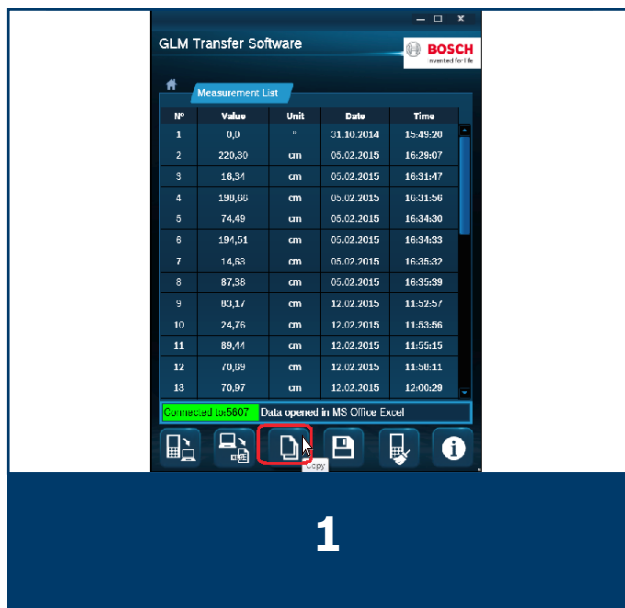 GLM Transfer Software
BOSCH
Invented for life
Measurement List
Nº Value Unit Date Time
1 0,0 ° 31.10.2014 15:49:20
2 220,30 cm 05.02.2015 16:29:07
3 16,34 cm 05.02.2015 16:31:47
4 198,66 cm 05.02.2015 16:31:56
5 74,49 cm 05.02.2015 16:34:30
6 194,51 cm 05.02.2015 16:34:33
7 14,63 cm 05.02.2015 16:35:32
8 87,38 cm 05.02.2015 16:35:39
9 83,17 cm 12.02.2015 11:52:57
10 24,76 cm 12.02.2015 11:53:56
11 89,44 cm 12.02.2015 11:55:15
12 70,69 cm 12.02.2015 11:58:11
13 70,97 cm 12.02.2015 12:00:29
Connected to:5607 Data opened in MS Office Excel
Copy
1